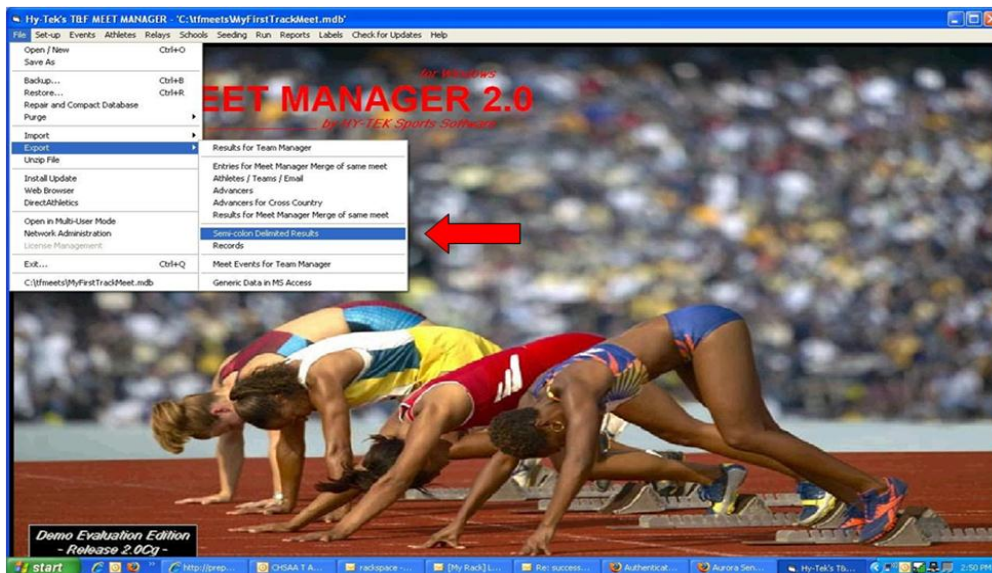 Hy-Tek's T&F MEET MANAGER - 'C:\tfmeets\MyFirstTrackMeet.mdb'
File Set-up Events Athletes Relays Schools Seeding Run Reports Labels Check for Updates Help
Open / New Ctrl+O
Save As
Backup... Ctrl+B
Restore... Ctrl+R
Repair and Compact Database
Purge
Import
Export
Unzip File
Install Update
Web Browser
DirectAthletics
Open in Multi-User Mode
Network Administration
License Management
Exit... Ctrl+Q
C:\tfmeets\MyFirstTrackMeet.mdb
Results for Team Manager
Entries for Meet Manager Merge of same meet
Athletes / Teams / Email
Advancers
Advancers for Cross Country
Results for Meet Manager Merge of same meet
Semi-colon Delimited Results
Records
Meet Events for Team Manager
Generic Data in MS Access
for Windows
EET MANAGER 2.0
by HY-TEK Sports Software
Demo Evaluation Edition
- Release 2.0Cg -
start http://prep... CHSAA T A... rackspace -... [My Rack] L... Re: success... Authenticat... Aurora Sen... Hy-Tek's T&... 2:50 PM